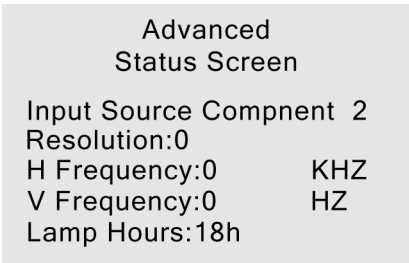 Advanced
Status Screen
Input Source Compnent 2
Resolution:0
H Frequency:0 KHZ
V Frequency:0 HZ
Lamp Hours:18h